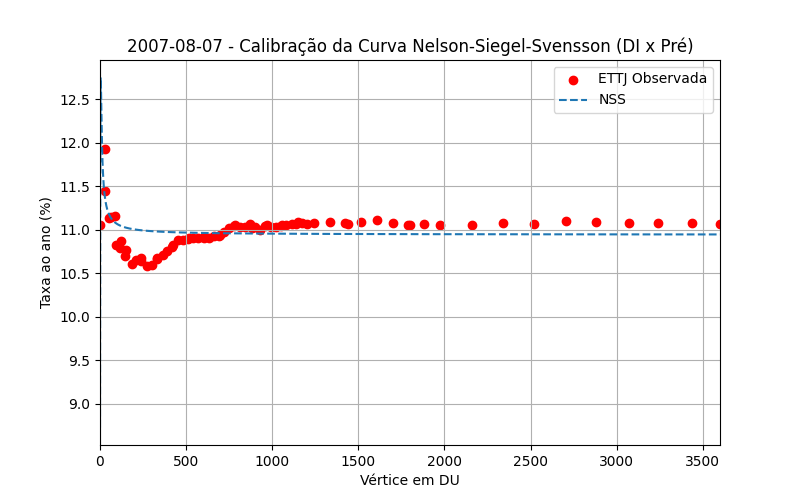 2007-08-07 - Calibração da Curva Nelson-Siegel-Svensson (DI x Pré)
ETTJ Observada
NSS
Taxa ao ano (%)
12.5
12.0
11.5
11.0
10.5
10.0
9.5
9.0
0 500 1000 1500 2000 2500 3000 3500
Vértice em DU